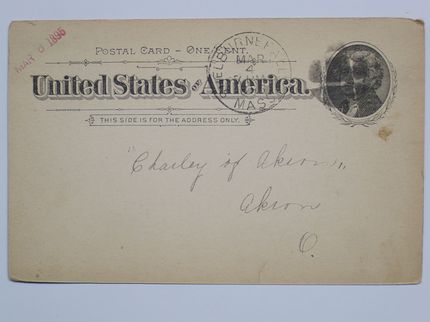 MAR 6 1896
POSTAL CARD – ONE CENT.
United States of America.
THIS SIDE IS FOR THE ADDRESS ONLY.
MAR
4
MASS
"Charley of Akron",
Akron
O.